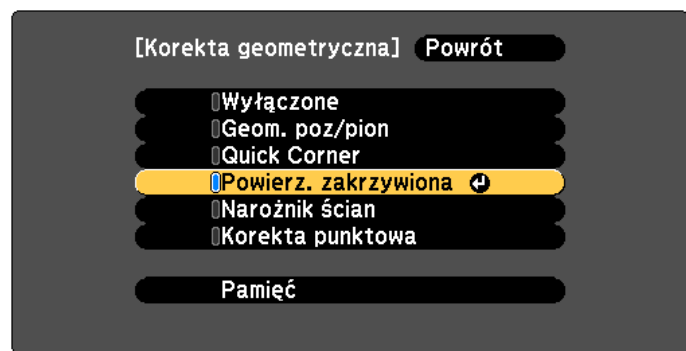 [Korekta geometryczna] Powrót
Wyłączone
Geom. poz/pion
Quick Corner
Powierz. zakrzywiona
Narożnik ścian
Korekta punktowa
Pamięć